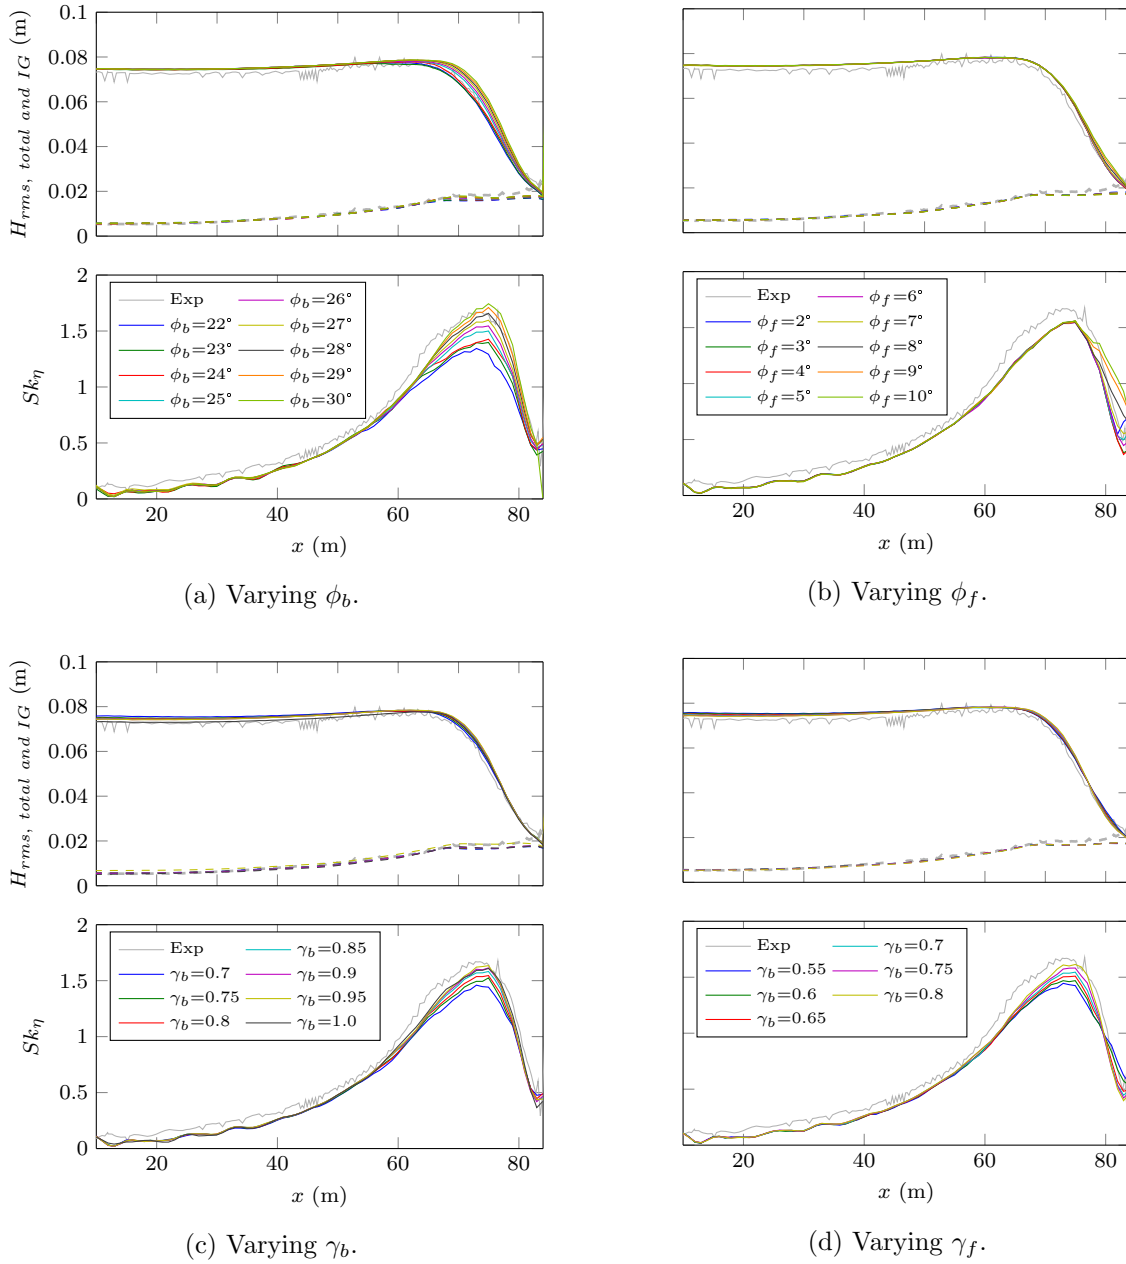 0.1
0.08
0.06
0.04
0.02
0
H_{rms, total and IG} (m)
2
1.5
1
0.5
0
Sk_η
Exp
ϕ_b=22°
ϕ_b=23°
ϕ_b=24°
ϕ_b=25°
ϕ_b=26°
ϕ_b=27°
ϕ_b=28°
ϕ_b=29°
ϕ_b=30°
20 40 60 80
x (m)
(a) Varying ϕ_b.
Exp
ϕ_f=2°
ϕ_f=3°
ϕ_f=4°
ϕ_f=5°
ϕ_f=6°
ϕ_f=7°
ϕ_f=8°
ϕ_f=9°
ϕ_f=10°
20 40 60 80
x (m)
(b) Varying ϕ_f.
0.1
0.08
0.06
0.04
0.02
0
H_{rms, total and IG} (m)
2
1.5
1
0.5
0
Sk_η
Exp
γ_b=0.7
γ_b=0.75
γ_b=0.8
γ_b=0.85
γ_b=0.9
γ_b=0.95
γ_b=1.0
20 40 60 80
x (m)
(c) Varying γ_b.
Exp
γ_b=0.55
γ_b=0.6
γ_b=0.65
γ_b=0.7
γ_b=0.75
γ_b=0.8
20 40 60 80
x (m)
(d) Varying γ_f.